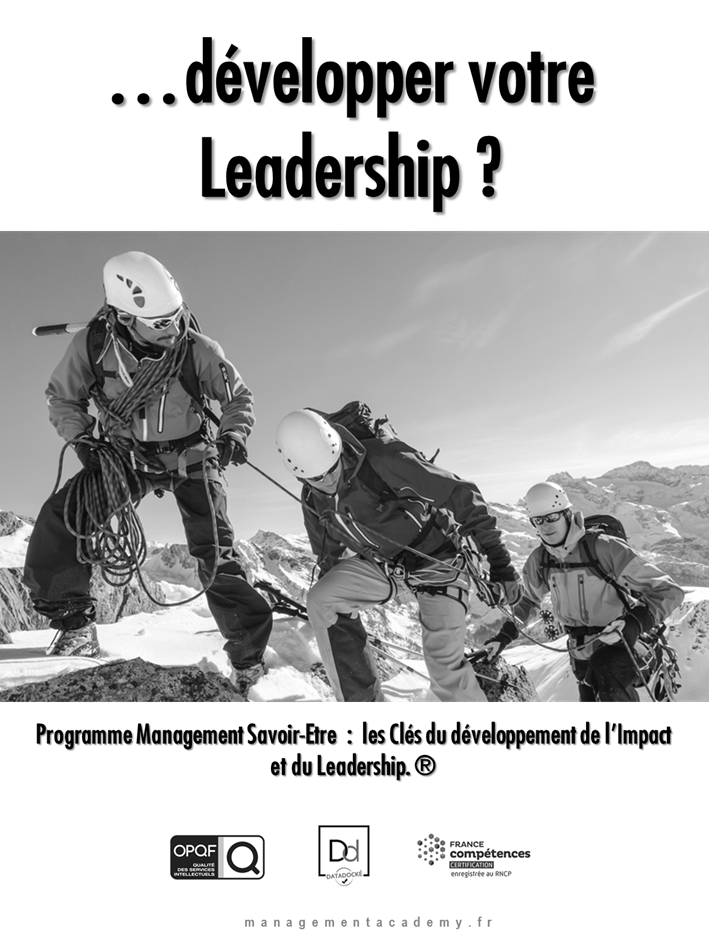 ...développer votre
Leadership ?
Programme Management Savoir-Etre : les Clés du développement de l'Impact
et du Leadership. ®
OPQF
QUALITÉ
DES SERVICES
INTELLECTUELS
Q
Dd
DATADOCKÉ
FRANCE
compétences
CERTIFICATION
enregistrée au RNCP
managementacademy.fr